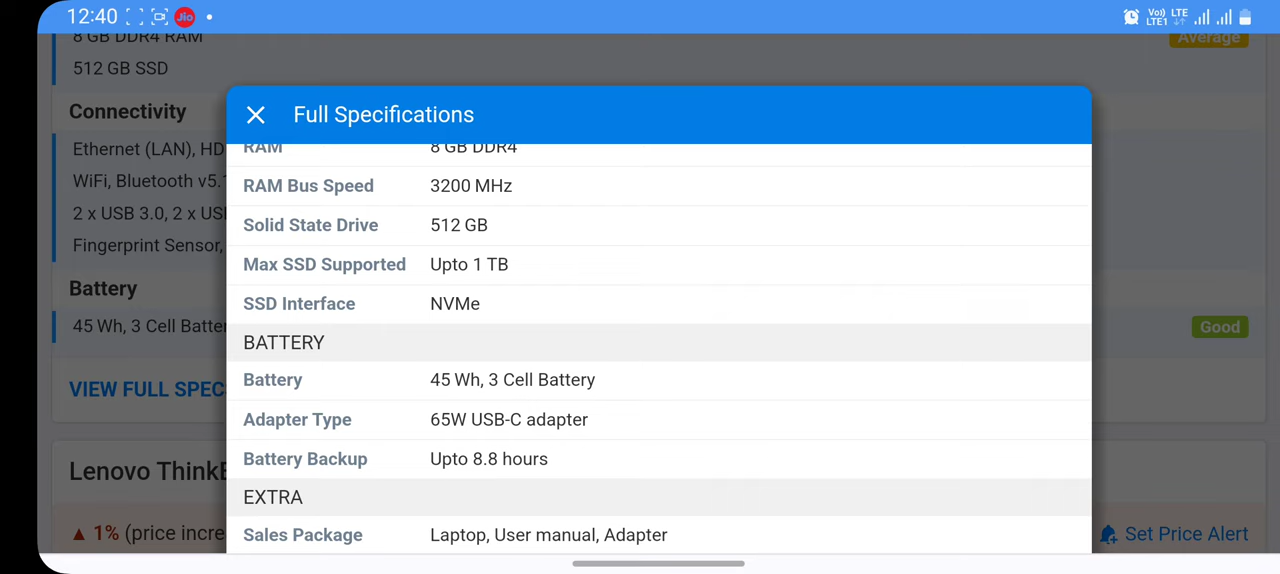 12:40 Jio Vo) LTE LTE1
8 GB DDR4 RAM
Average
512 GB SSD
Connectivity
Ethernet (LAN), HD
WiFi, Bluetooth v5.1
2 x USB 3.0, 2 x USB
Fingerprint Sensor,
Battery
45 Wh, 3 Cell Batter
Good
VIEW FULL SPEC
Lenovo ThinkB
▲ 1% (price incre
Set Price Alert
Full Specifications
RAM 8 GB DDR4
RAM Bus Speed 3200 MHz
Solid State Drive 512 GB
Max SSD Supported Upto 1 TB
SSD Interface NVMe
BATTERY
Battery 45 Wh, 3 Cell Battery
Adapter Type 65W USB-C adapter
Battery Backup Upto 8.8 hours
EXTRA
Sales Package Laptop, User manual, Adapter